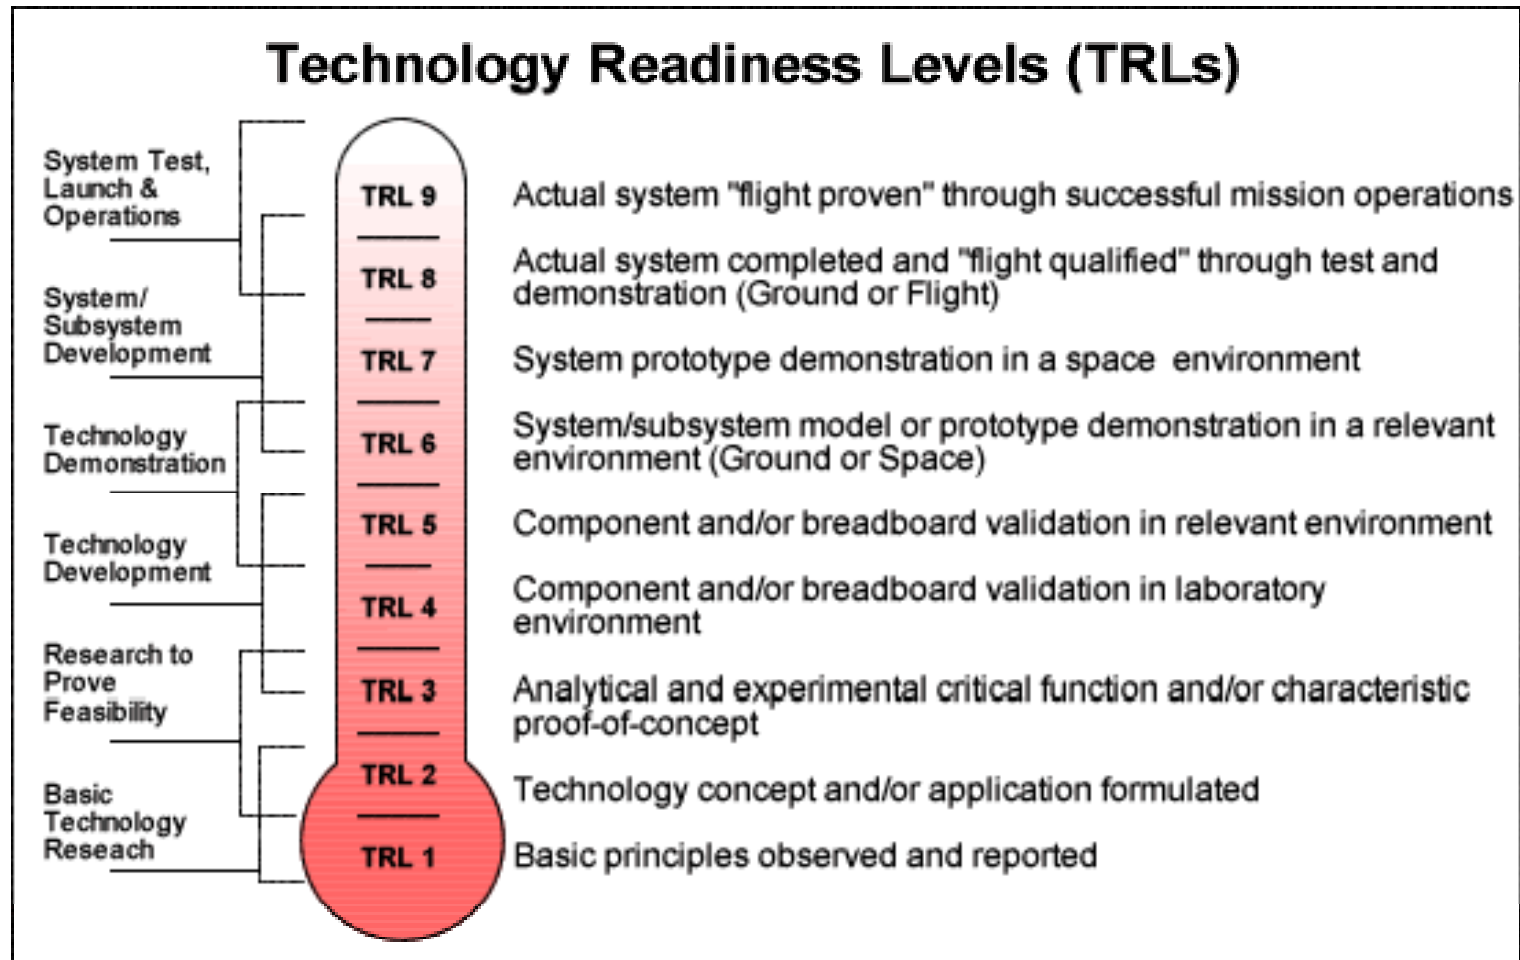 Technology Readiness Levels (TRLs)
System Test,
Launch &
Operations
System/
Subsystem
Development
Technology
Demonstration
Technology
Development
Research to
Prove
Feasibility
Basic
Technology
Reseach
TRL 9
Actual system "flight proven" through successful mission operations
TRL 8
Actual system completed and "flight qualified" through test and
demonstration (Ground or Flight)
TRL 7
System prototype demonstration in a space environment
TRL 6
System/subsystem model or prototype demonstration in a relevant
environment (Ground or Space)
TRL 5
Component and/or breadboard validation in relevant environment
TRL 4
Component and/or breadboard validation in laboratory
environment
TRL 3
Analytical and experimental critical function and/or characteristic
proof-of-concept
TRL 2
Technology concept and/or application formulated
TRL 1
Basic principles observed and reported